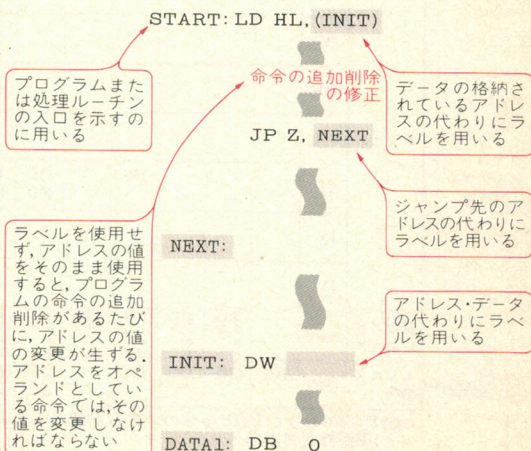 START: LD HL, (INIT)
プログラムまた
は処理ルーチン
の入口を示すの
に用いる
命令の追加削除
の修正
データの格納さ
れているアドレ
スの代わりにラ
ベルを用いる
JP Z, NEXT
ジャンプ先のア
ドレスの代わりに
ラベルを用いる
ラベルを使用せ
ず,アドレスの値
をそのまま使用
すると,プログラ
ムの命令の追加
削除があるたび
に,アドレスの値
の変更が生ずる.
アドレスをオペ
ランドとしてい
る命令では,その
値を変更しなけ
ればならない
NEXT:
アドレス・データ
の代わりにラベ
ルを用いる
INIT: DW
DATA1: DB 0